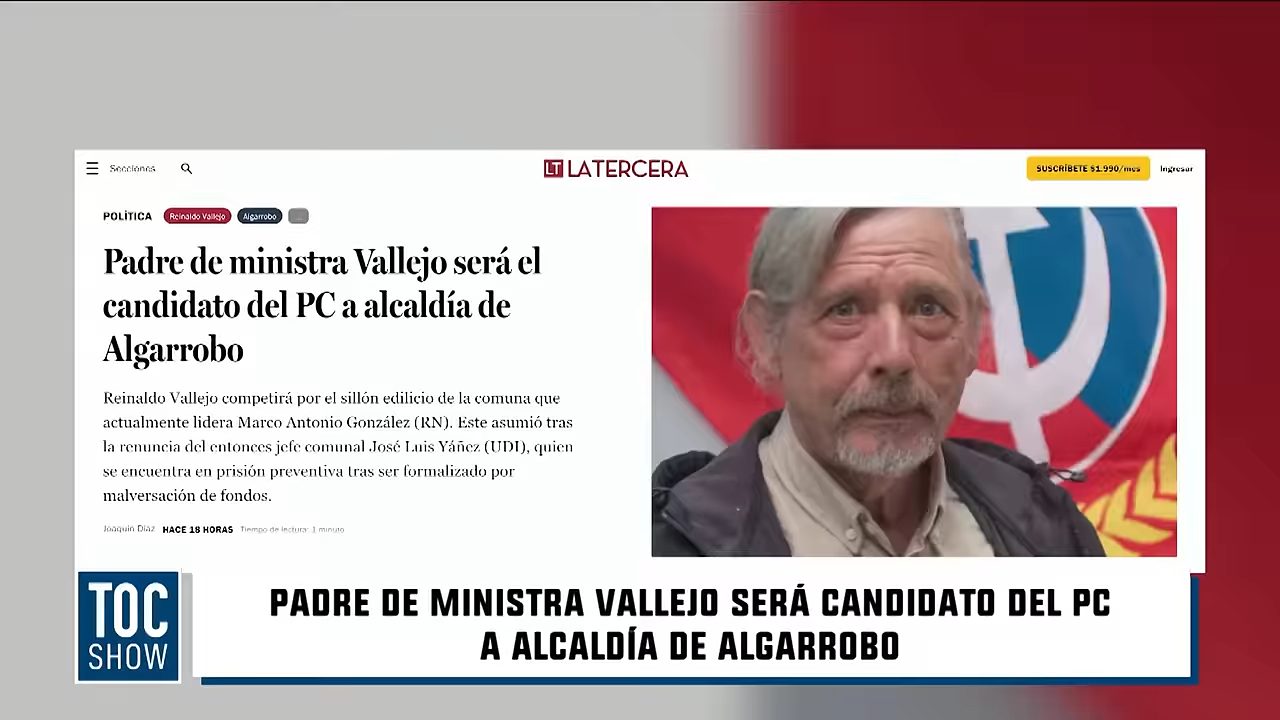 Secciones
LT LATERCERA
SUSCRÍBETE $1.990/mes
Ingresar
POLÍTICA Reinaldo Vallejo Algarrobo ...
Padre de ministra Vallejo será el
candidato del PC a alcaldía de
Algarrobo
Reinaldo Vallejo competirá por el sillón edilicio de la comuna que
actualmente lidera Marco Antonio González (RN). Este asumió tras
la renuncia del entonces jefe comunal José Luis Yáñez (UDI), quien
se encuentra en prisión preventiva tras ser formalizado por
malversación de fondos.
Joaquín Díaz HACE 18 HORAS Tiempo de lectura: 1 minuto
TOC
SHOW
PADRE DE MINISTRA VALLEJO SERÁ CANDIDATO DEL PC
A ALCALDÍA DE ALGARROBO